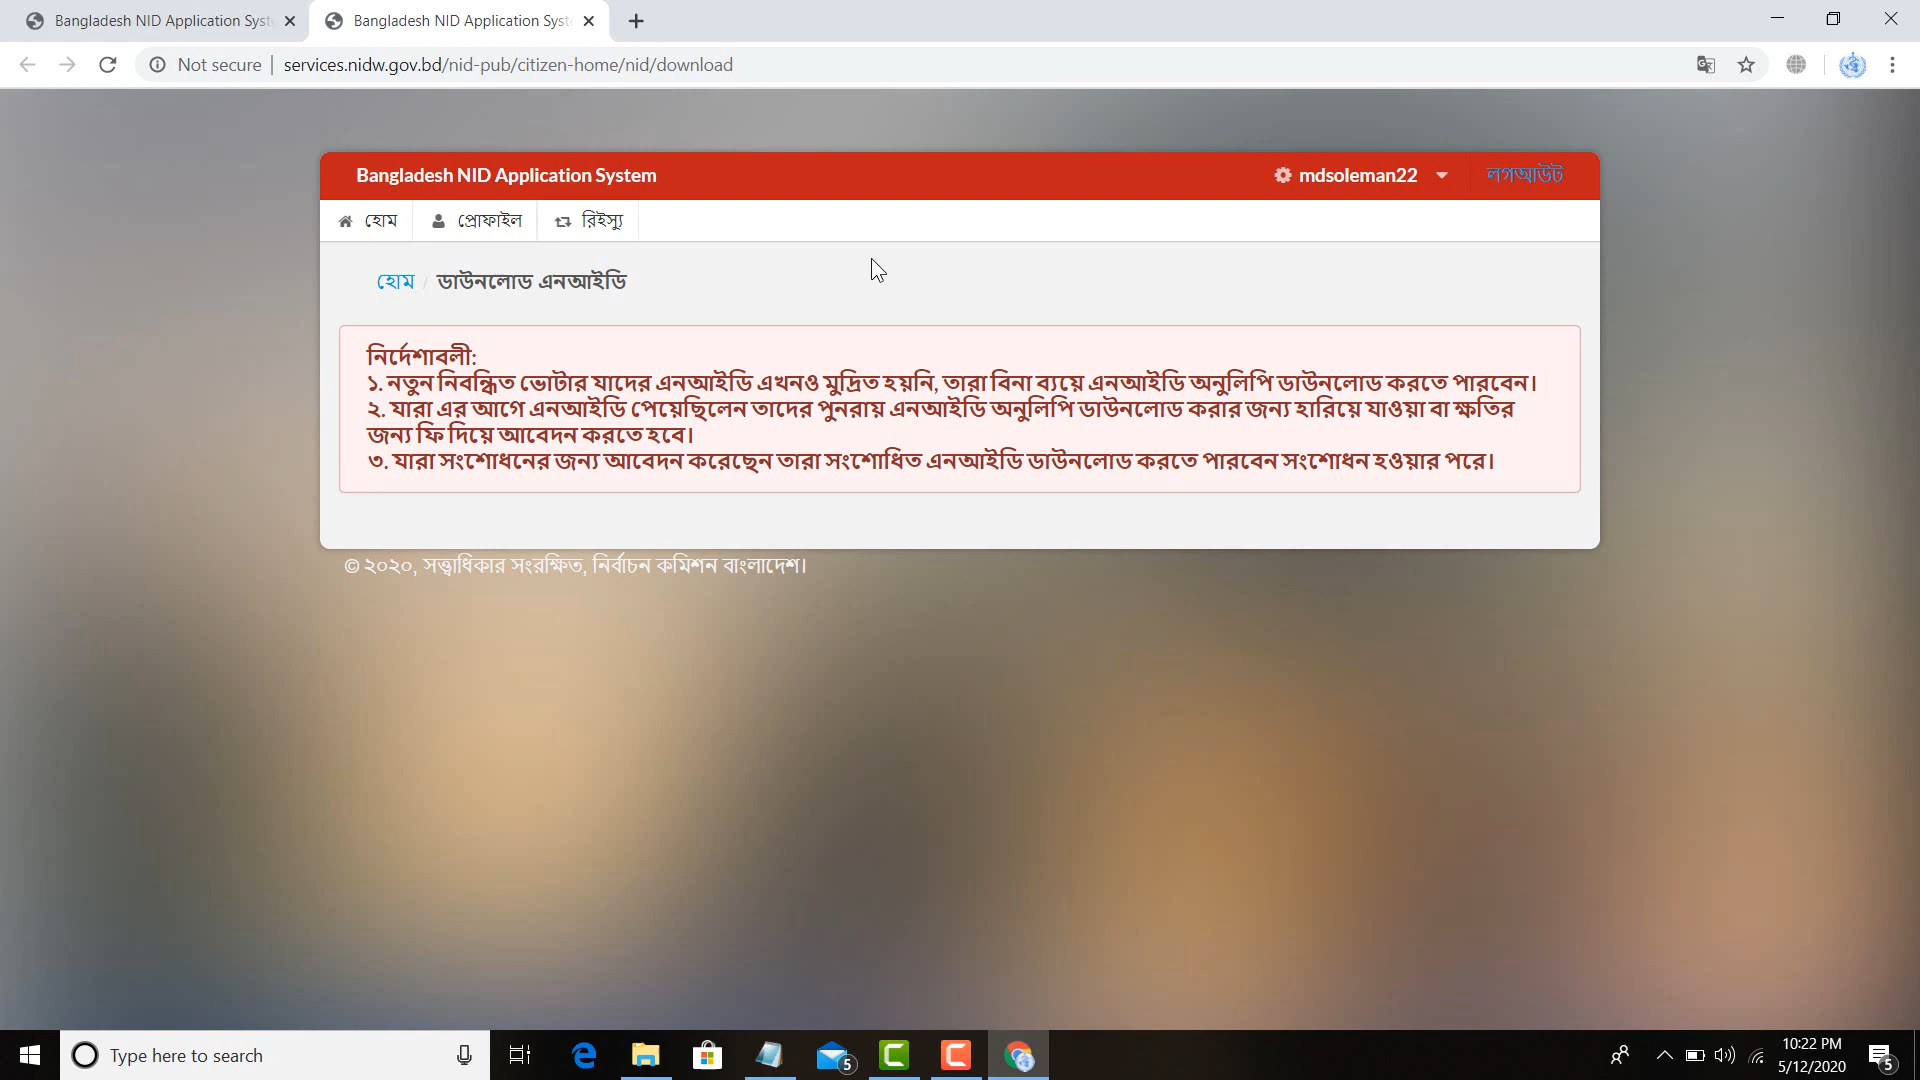 Bangladesh NID Application Syst
Bangladesh NID Application Syst
Not secure
services.nidw.gov.bd/nid-pub/citizen-home/nid/download
Bangladesh NID Application System
mdsoleman22
লগআউট
হোম
প্রোফাইল
রিইস্যু
হোম / ডাউনলোড এনআইডি
নির্দেশাবলী:
১. নতুন নিবন্ধিত ভোটার যাদের এনআইডি এখনও মুদ্রিত হয়নি, তারা বিনা ব্যয়ে এনআইডি অনুলিপি ডাউনলোড করতে পারবেন।
২. যারা এর আগে এনআইডি পেয়েছিলেন তাদের পুনরায় এনআইডি অনুলিপি ডাউনলোড করার জন্য হারিয়ে যাওয়া বা ক্ষতির
জন্য ফি দিয়ে আবেদন করতে হবে।
৩. যারা সংশোধনের জন্য আবেদন করেছেন তারা সংশোধিত এনআইডি ডাউনলোড করতে পারবেন সংশোধন হওয়ার পরে।
© ২০২০, সত্ত্বাধিকার সংরক্ষিত, নির্বাচন কমিশন বাংলাদেশ।
Type here to search
5
10:22 PM
5/12/2020
5